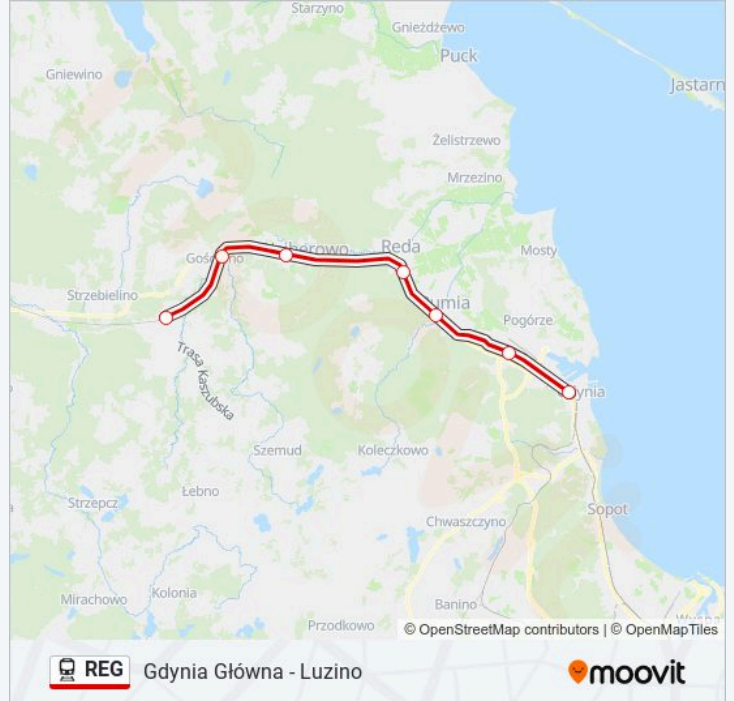 Starzyno
Gnieżdżewo
Puck
Gniewino
Jastarn
Żelistrzewo
Mrzezino
Reda
Mosty
Strzebielino
Pogórze
Trasa Kaszubska
Szemud
Koleczkowo
Łebno
Strzepcz
Sopot
Chwaszczyno
Mirachowo
Kolonia
Banino
Przodkowo
© OpenStreetMap contributors | © OpenMapTiles
REG Gdynia Główna - Luzino
moovit